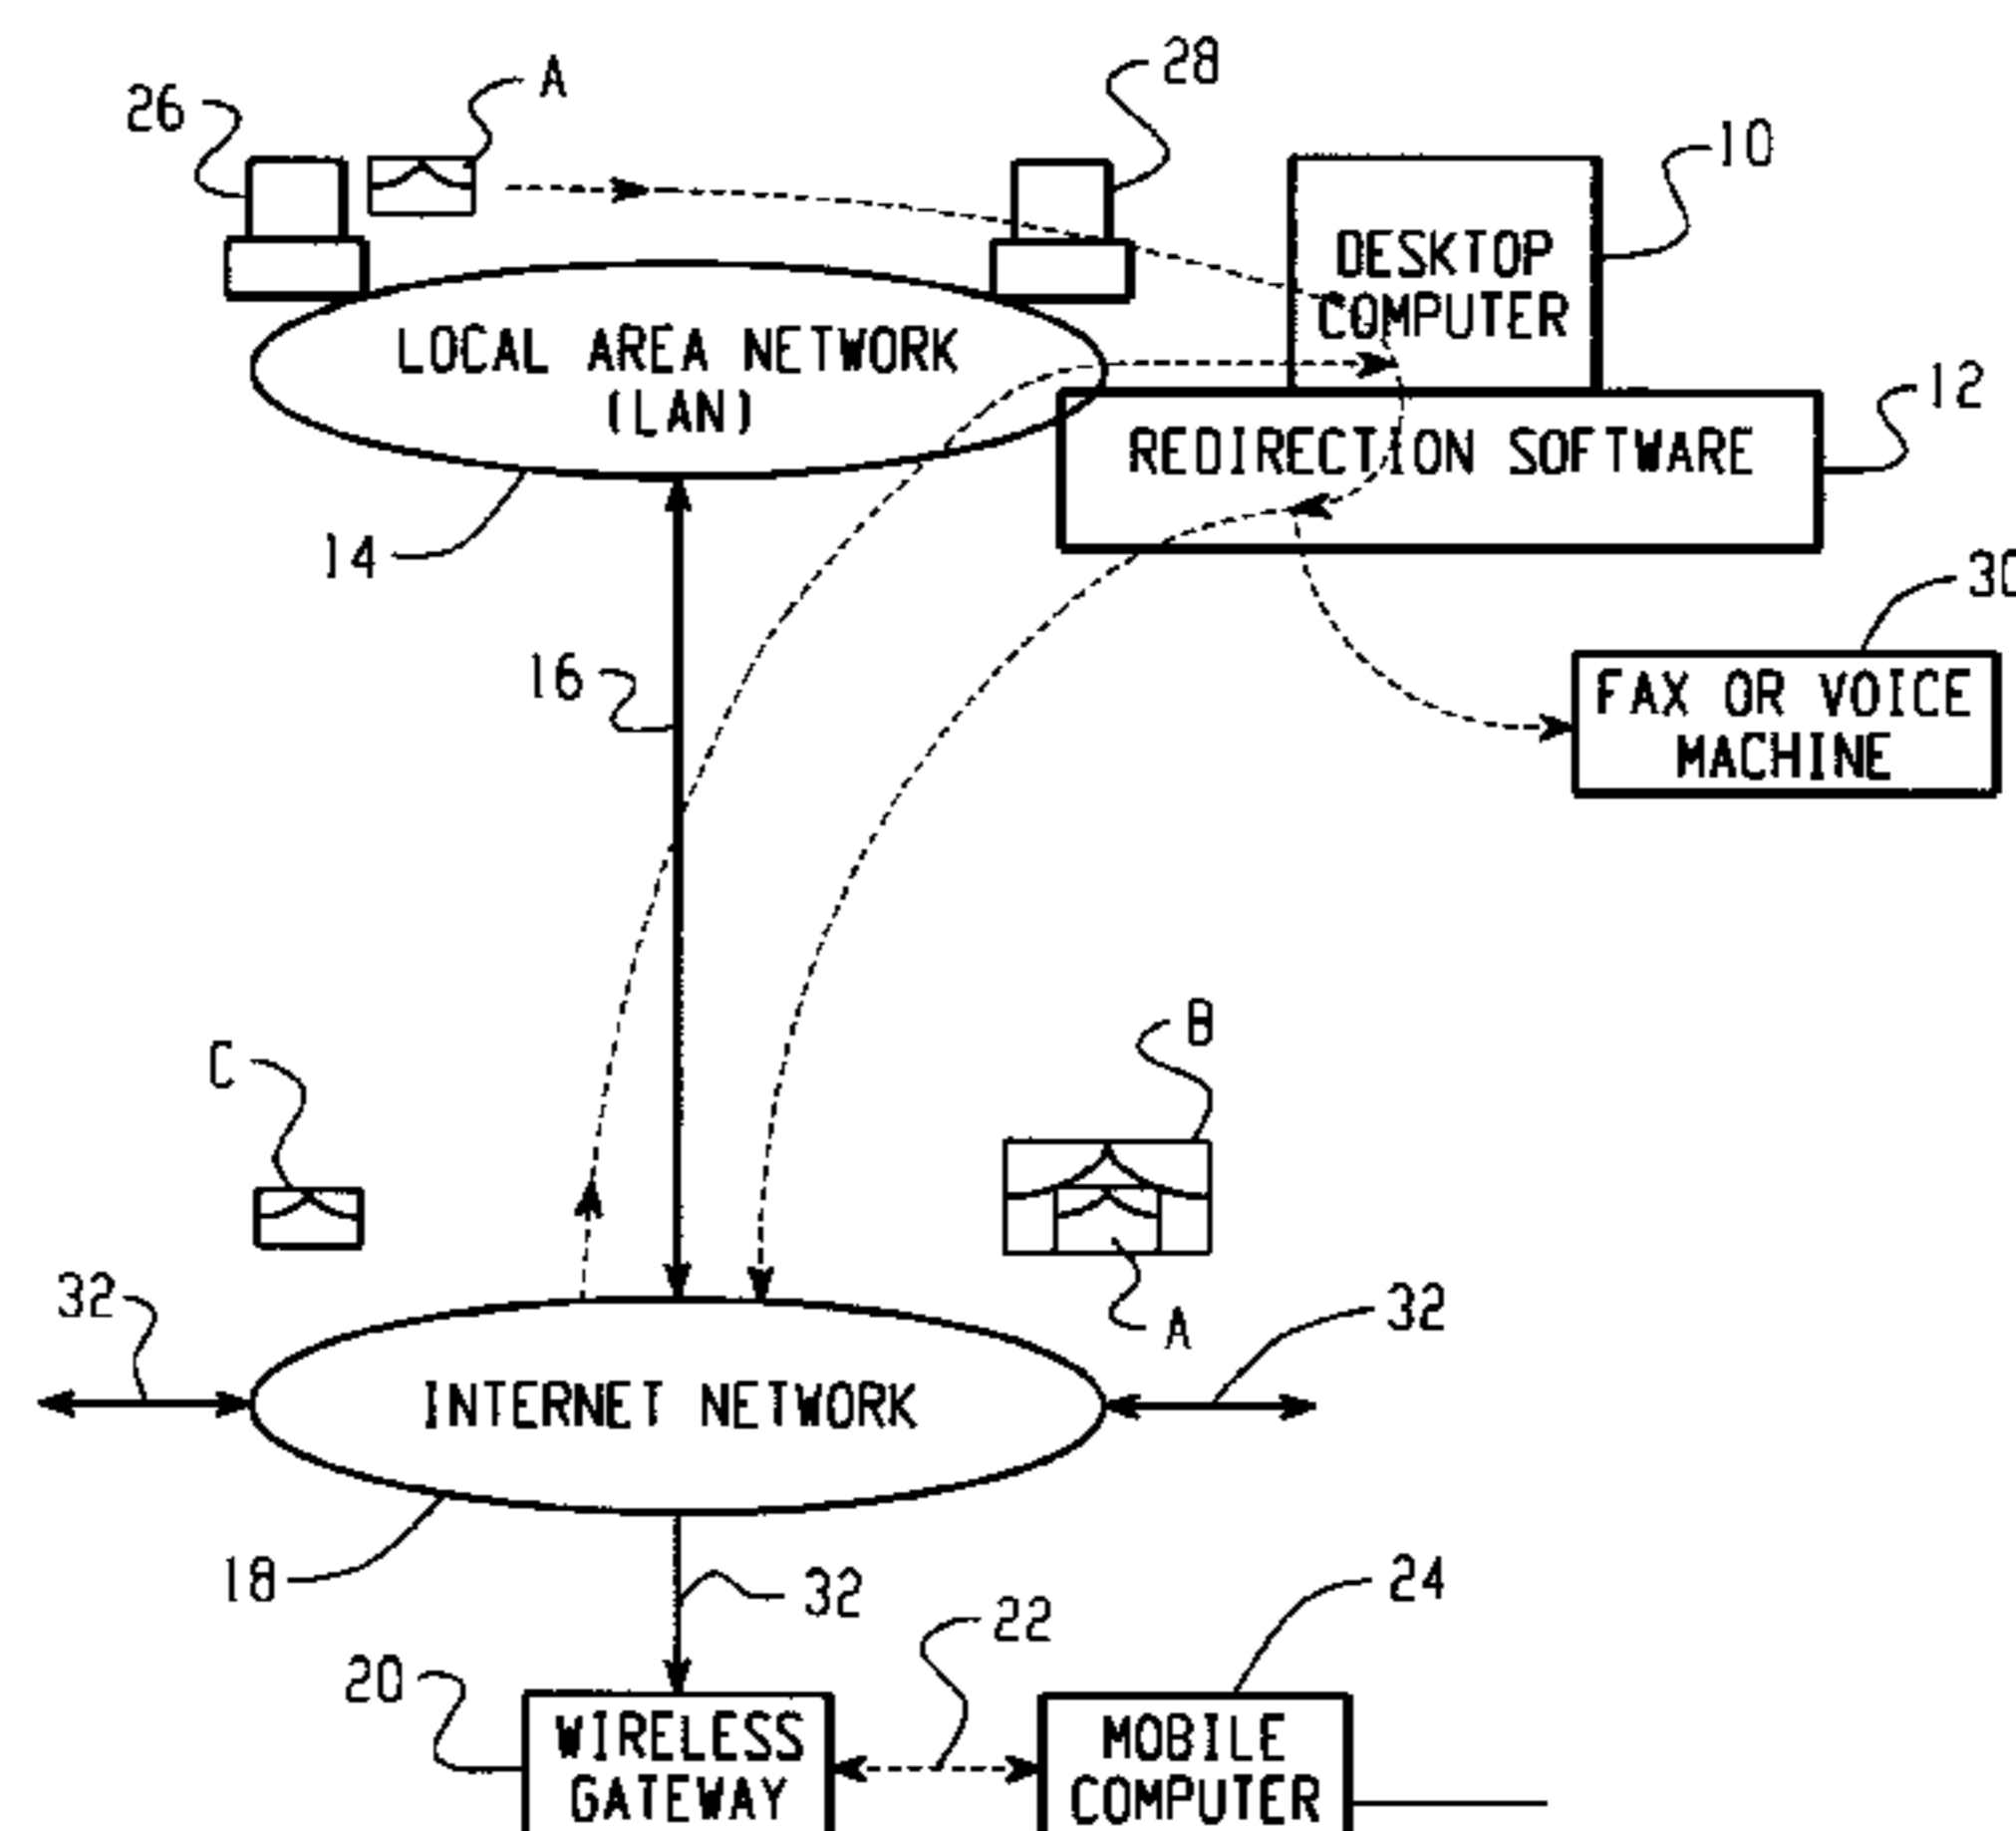 A
28
26
10
DESKTOP
COMPUTER
LOCAL AREA NETWORK
(LAN)
12
REDIRECTION SOFTWARE
14
30
16
FAX OR VOICE
MACHINE
B
C
32
A
32
INTERNET NETWORK
18
32
24
22
20
WIRELESS
GATEWAY
MOBILE
COMPUTER